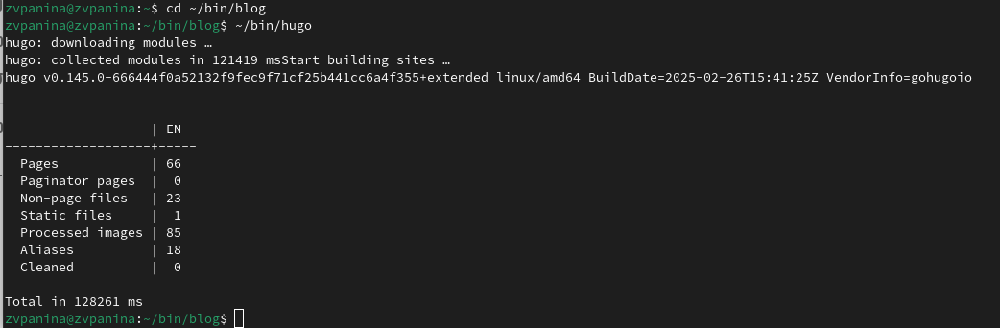 zvpanina@zvpanina:~$ cd ~/bin/blog
zvpanina@zvpanina:~/bin/blog$ ~/bin/hugo
hugo: downloading modules …
hugo: collected modules in 121419 msStart building sites …
hugo v0.145.0-666444f0a52132f9fec9f71cf25b441cc6a4f355+extended linux/amd64 BuildDate=2025-02-26T15:41:25Z VendorInfo=gohugoio
                   | EN
-------------------+-----
  Pages            | 66
  Paginator pages  |  0
  Non-page files   | 23
  Static files     |  1
  Processed images | 85
  Aliases          | 18
  Cleaned          |  0
Total in 128261 ms
zvpanina@zvpanina:~/bin/blog$